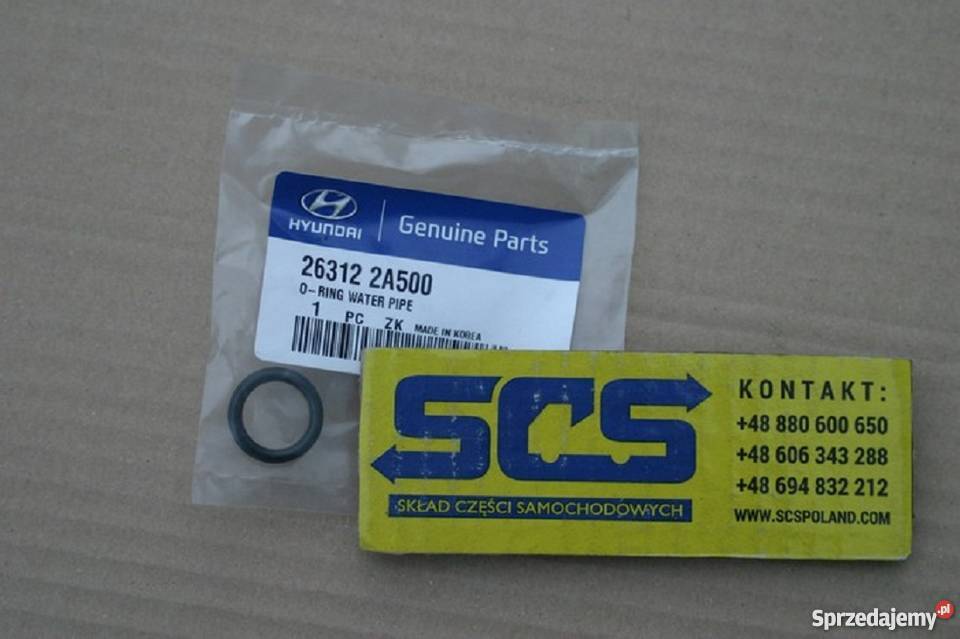 HYUNDAI
Genuine Parts
26312 2A500
O-RING WATER PIPE
1 PC ZK MADE IN KOREA
SCS
SKŁAD CZĘŚCI SAMOCHODOWYCH
KONTAKT:
+48 880 600 650
+48 606 343 288
+48 694 832 212
WWW.SCSPOLAND.COM
Sprzedajemy.pl